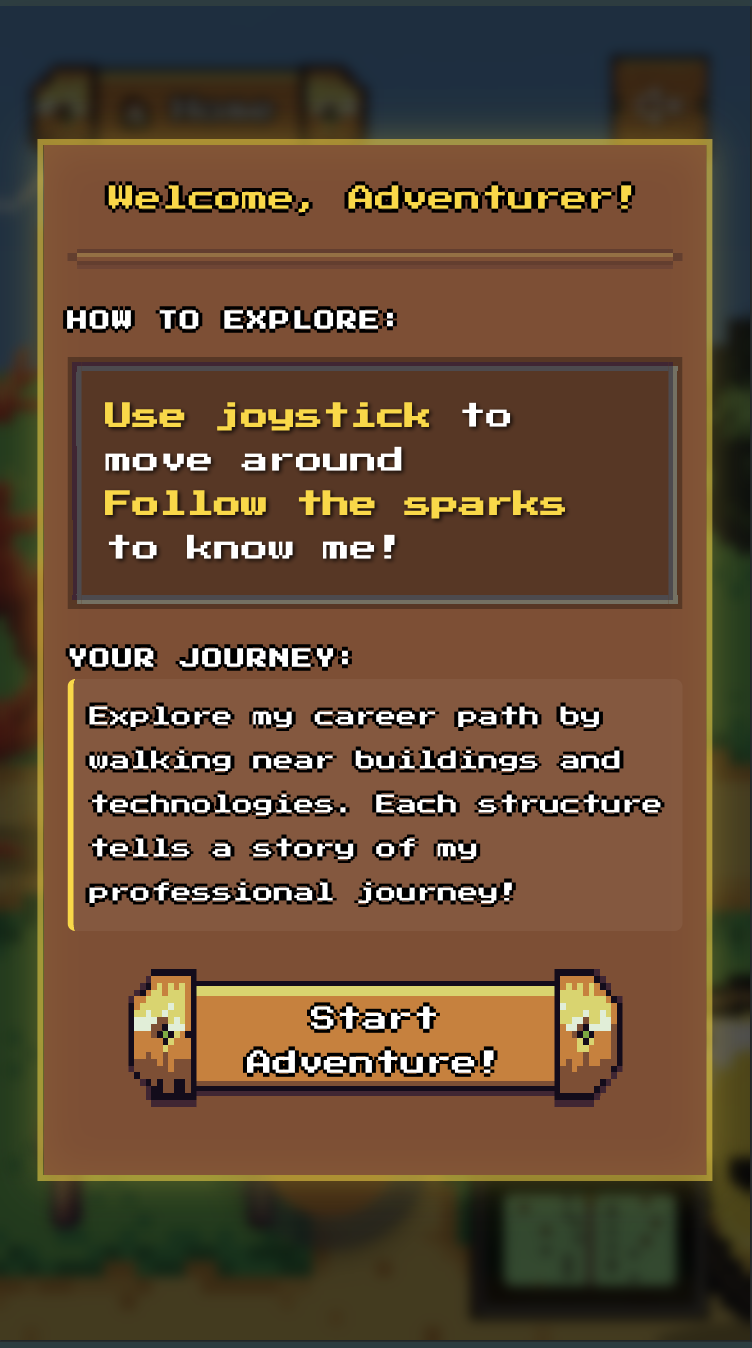 Welcome, Adventurer!
HOW TO EXPLORE:
Use joystick to
move around
Follow the sparks
to know me!
YOUR JOURNEY:
Explore my career path by
walking near buildings and
technologies. Each structure
tells a story of my
professional journey!
Start
Adventure!